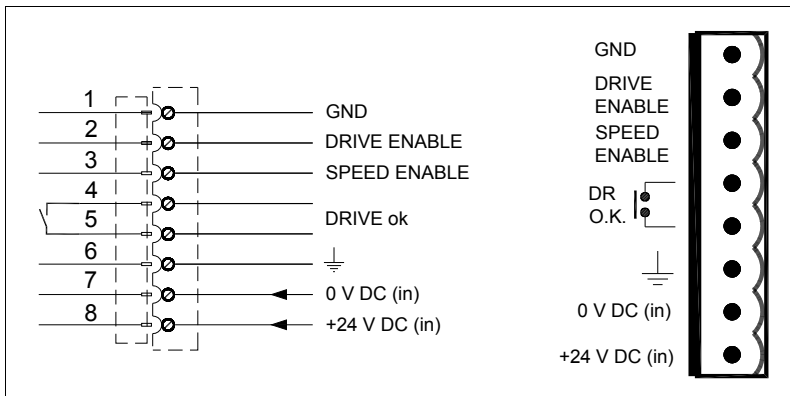 1 GND
2 DRIVE ENABLE
3 SPEED ENABLE
4
DRIVE ok
5
6
7 0 V DC (in)
8 +24 V DC (in)
GND
DRIVE
ENABLE
SPEED
ENABLE
DR
O.K.
0 V DC (in)
+24 V DC (in)